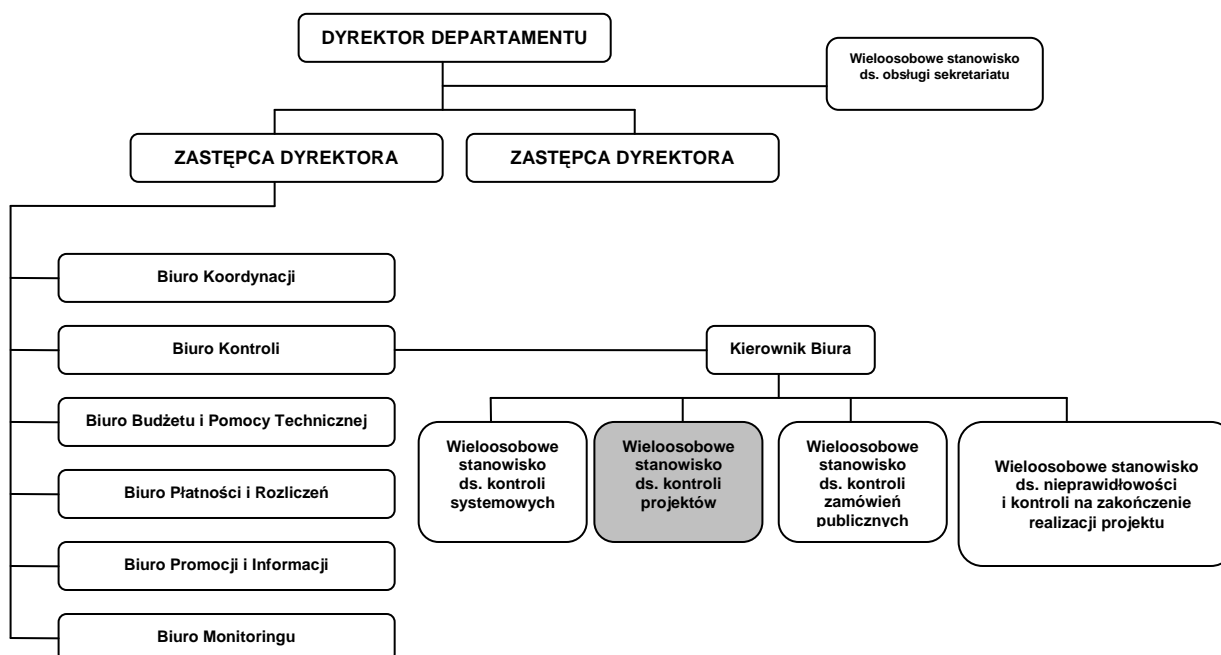 DYREKTOR DEPARTAMENTU
Wieloosobowe stanowisko
ds. obsługi sekretariatu
ZASTĘPCA DYREKTORA
ZASTĘPCA DYREKTORA
Biuro Koordynacji
Biuro Kontroli
Kierownik Biura
Biuro Budżetu i Pomocy Technicznej
Wieloosobowe
stanowisko
ds. kontroli
systemowych
Wieloosobowe
stanowisko
ds. kontroli
projektów
Wieloosobowe
stanowisko
ds. kontroli
zamówień
publicznych
Wieloosobowe stanowisko
ds. nieprawidłowości
i kontroli na zakończenie
realizacji projektu
Biuro Płatności i Rozliczeń
Biuro Promocji i Informacji
Biuro Monitoringu